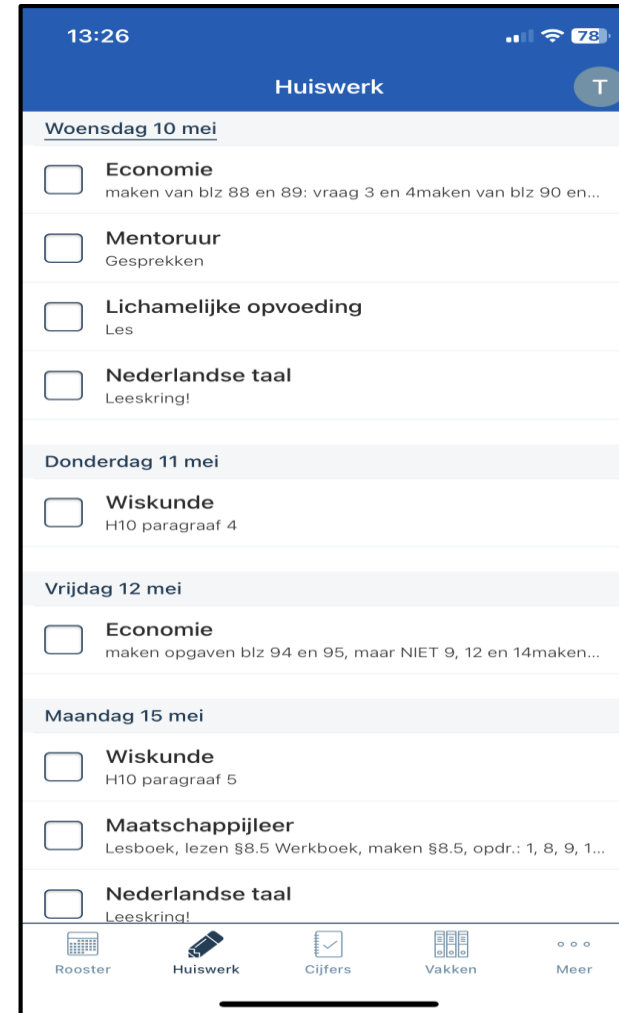 13:26
78
Huiswerk
T
Woensdag 10 mei
Economie
maken van blz 88 en 89: vraag 3 en 4maken van blz 90 en...
Mentoruur
Gesprekken
Lichamelijke opvoeding
Les
Nederlandse taal
Leeskring!
Donderdag 11 mei
Wiskunde
H10 paragraaf 4
Vrijdag 12 mei
Economie
maken opgaven blz 94 en 95, maar NIET 9, 12 en 14maken...
Maandag 15 mei
Wiskunde
H10 paragraaf 5
Maatschappijleer
Lesboek, lezen §8.5 Werkboek, maken §8.5, opdr.: 1, 8, 9, 1...
Nederlandse taal
Leeskring!
Rooster
Huiswerk
Cijfers
Vakken
Meer